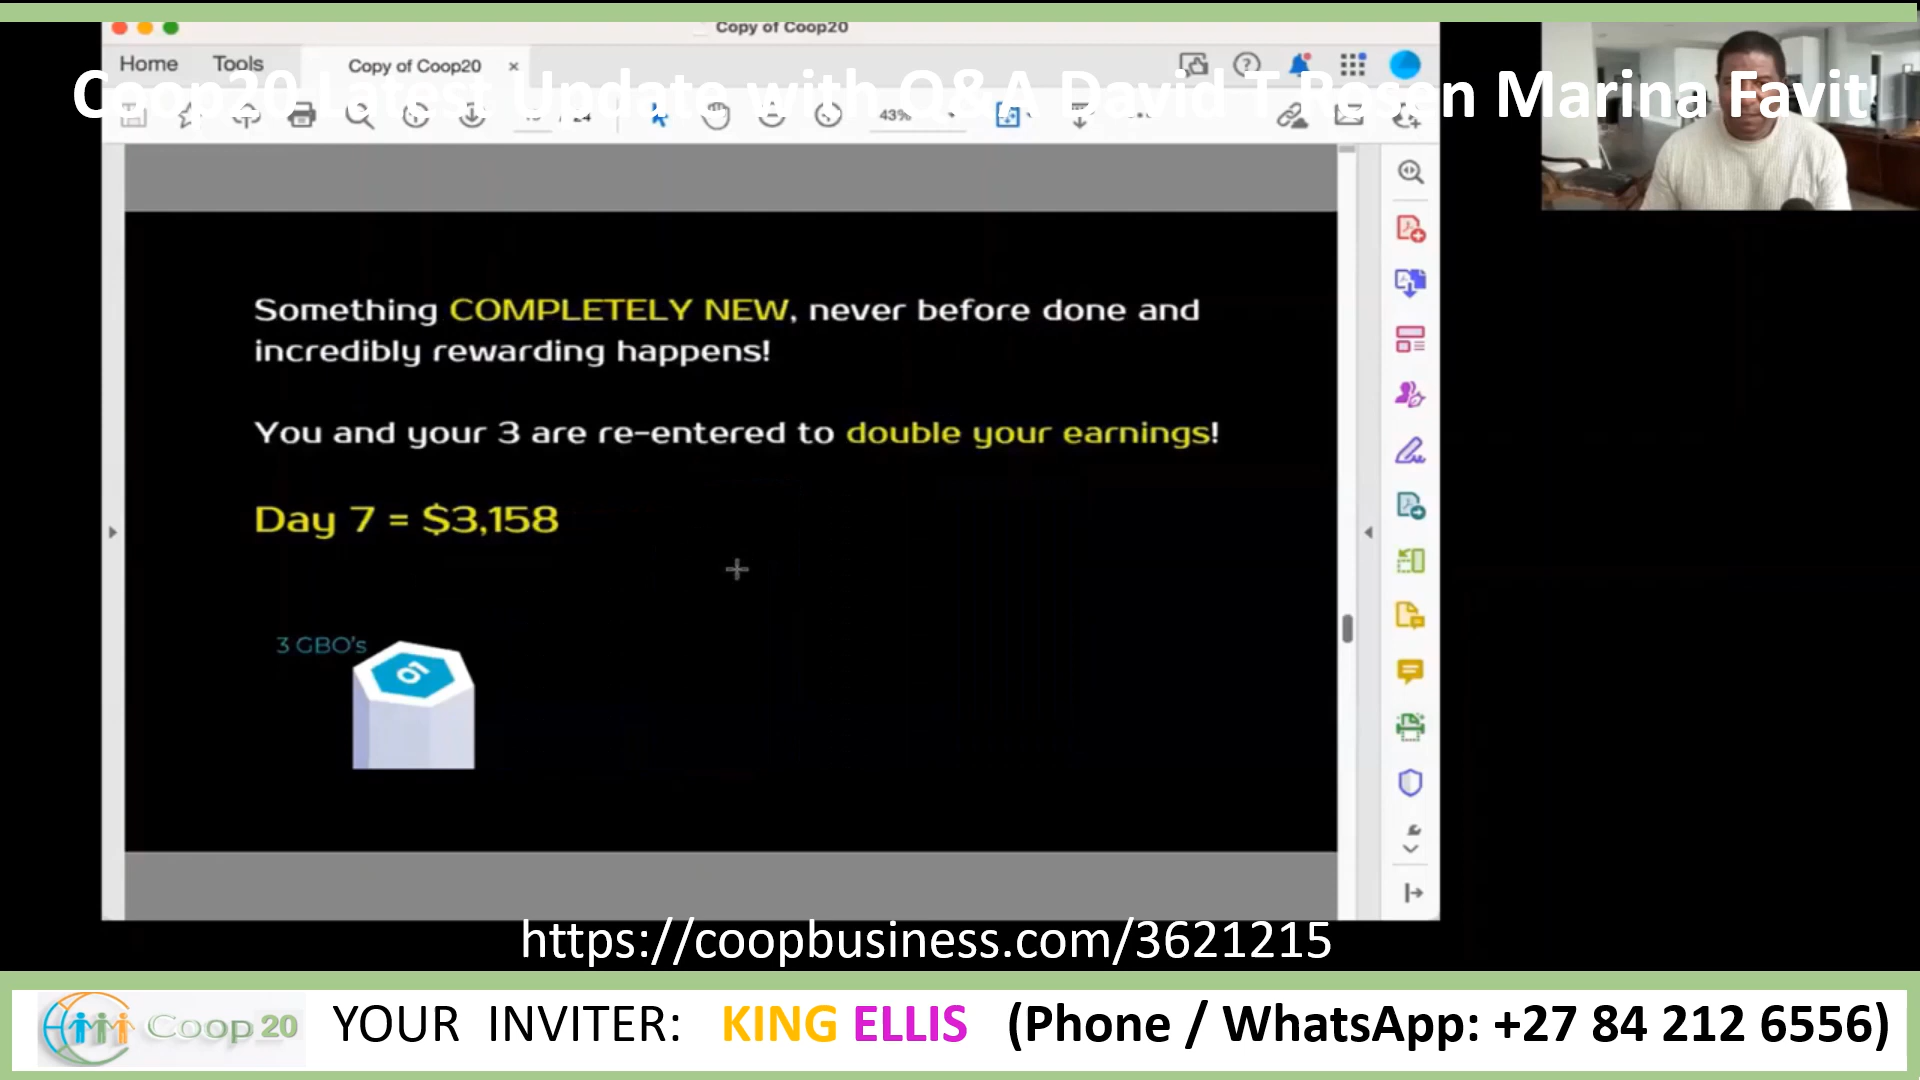 Copy of Coop20
Home Tools Copy of Coop20 ×
Coop20 Latest Update with Q&A David T Rosen Marina Favit
43%
Something COMPLETELY NEW, never before done and
incredibly rewarding happens!
You and your 3 are re-entered to double your earnings!
Day 7 = $3,158
3 GBO's
01
https://coopbusiness.com/3621215
Coop 20 YOUR INVITER: KING ELLIS (Phone / WhatsApp: +27 84 212 6556)